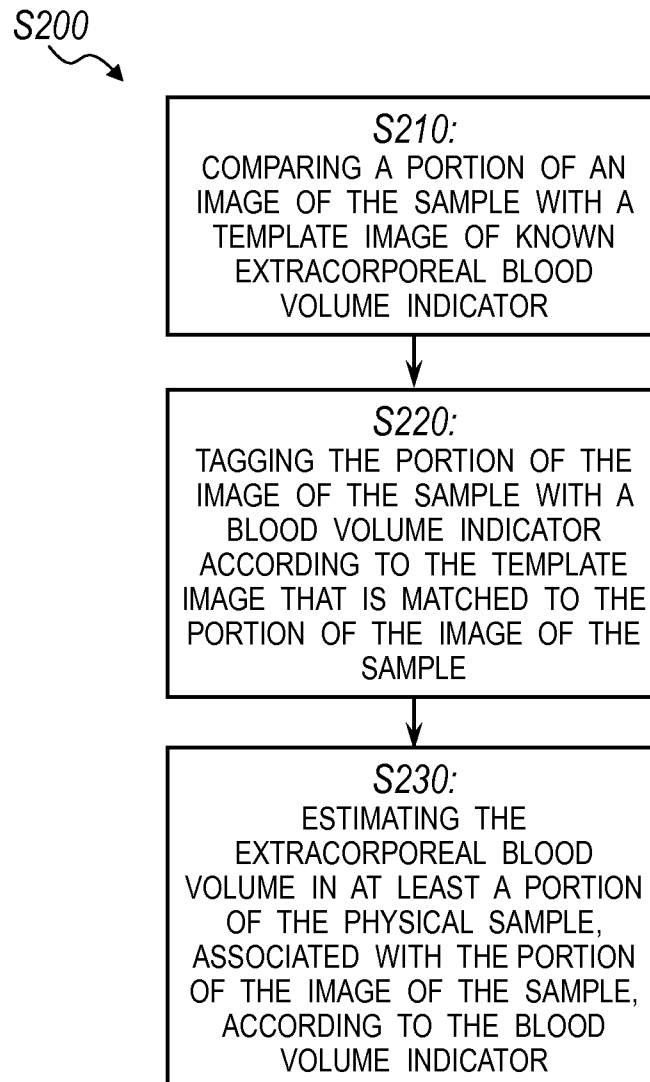 S200
S210:
COMPARING A PORTION OF AN
IMAGE OF THE SAMPLE WITH A
TEMPLATE IMAGE OF KNOWN
EXTRACORPOREAL BLOOD
VOLUME INDICATOR
S220:
TAGGING THE PORTION OF THE
IMAGE OF THE SAMPLE WITH A
BLOOD VOLUME INDICATOR
ACCORDING TO THE TEMPLATE
IMAGE THAT IS MATCHED TO THE
PORTION OF THE IMAGE OF THE
SAMPLE
S230:
ESTIMATING THE
EXTRACORPOREAL BLOOD
VOLUME IN AT LEAST A PORTION
OF THE PHYSICAL SAMPLE,
ASSOCIATED WITH THE PORTION
OF THE IMAGE OF THE SAMPLE,
ACCORDING TO THE BLOOD
VOLUME INDICATOR